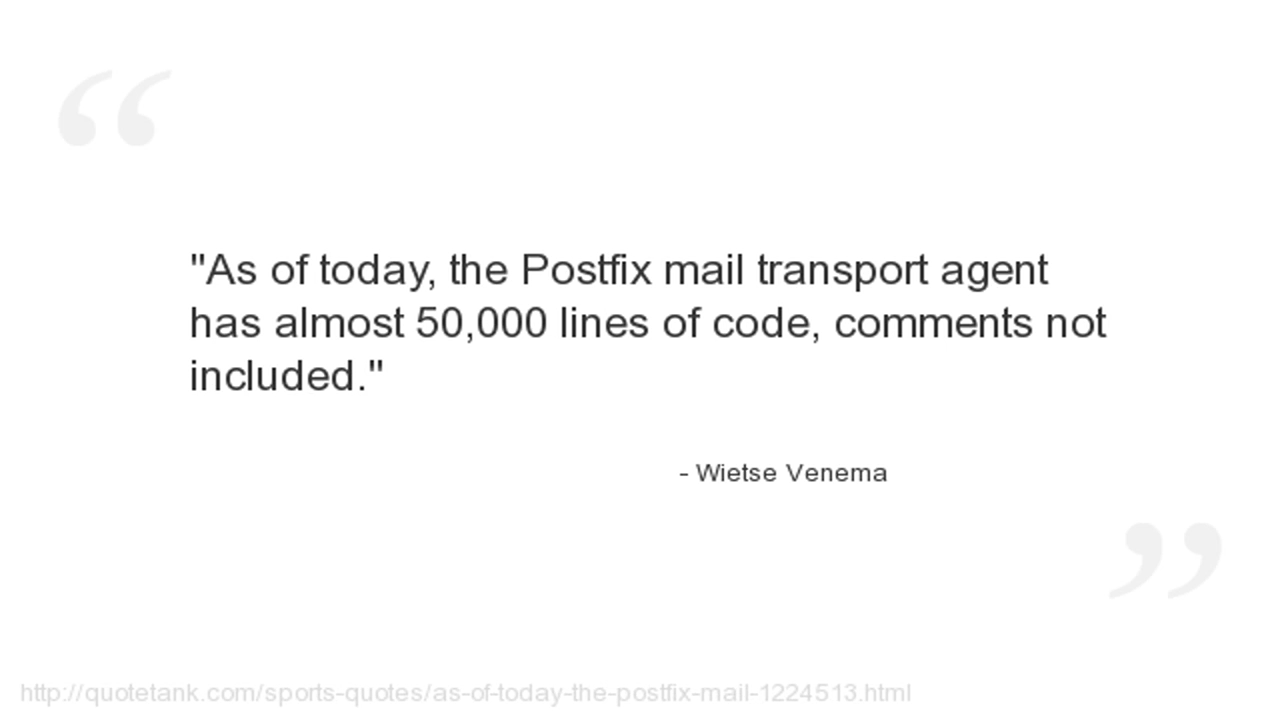 "As of today, the Postfix mail transport agent
has almost 50,000 lines of code, comments not
included."
- Wietse Venema
http://quotetank.com/sports-quotes/as-of-today-the-postfix-mail-1224513.html